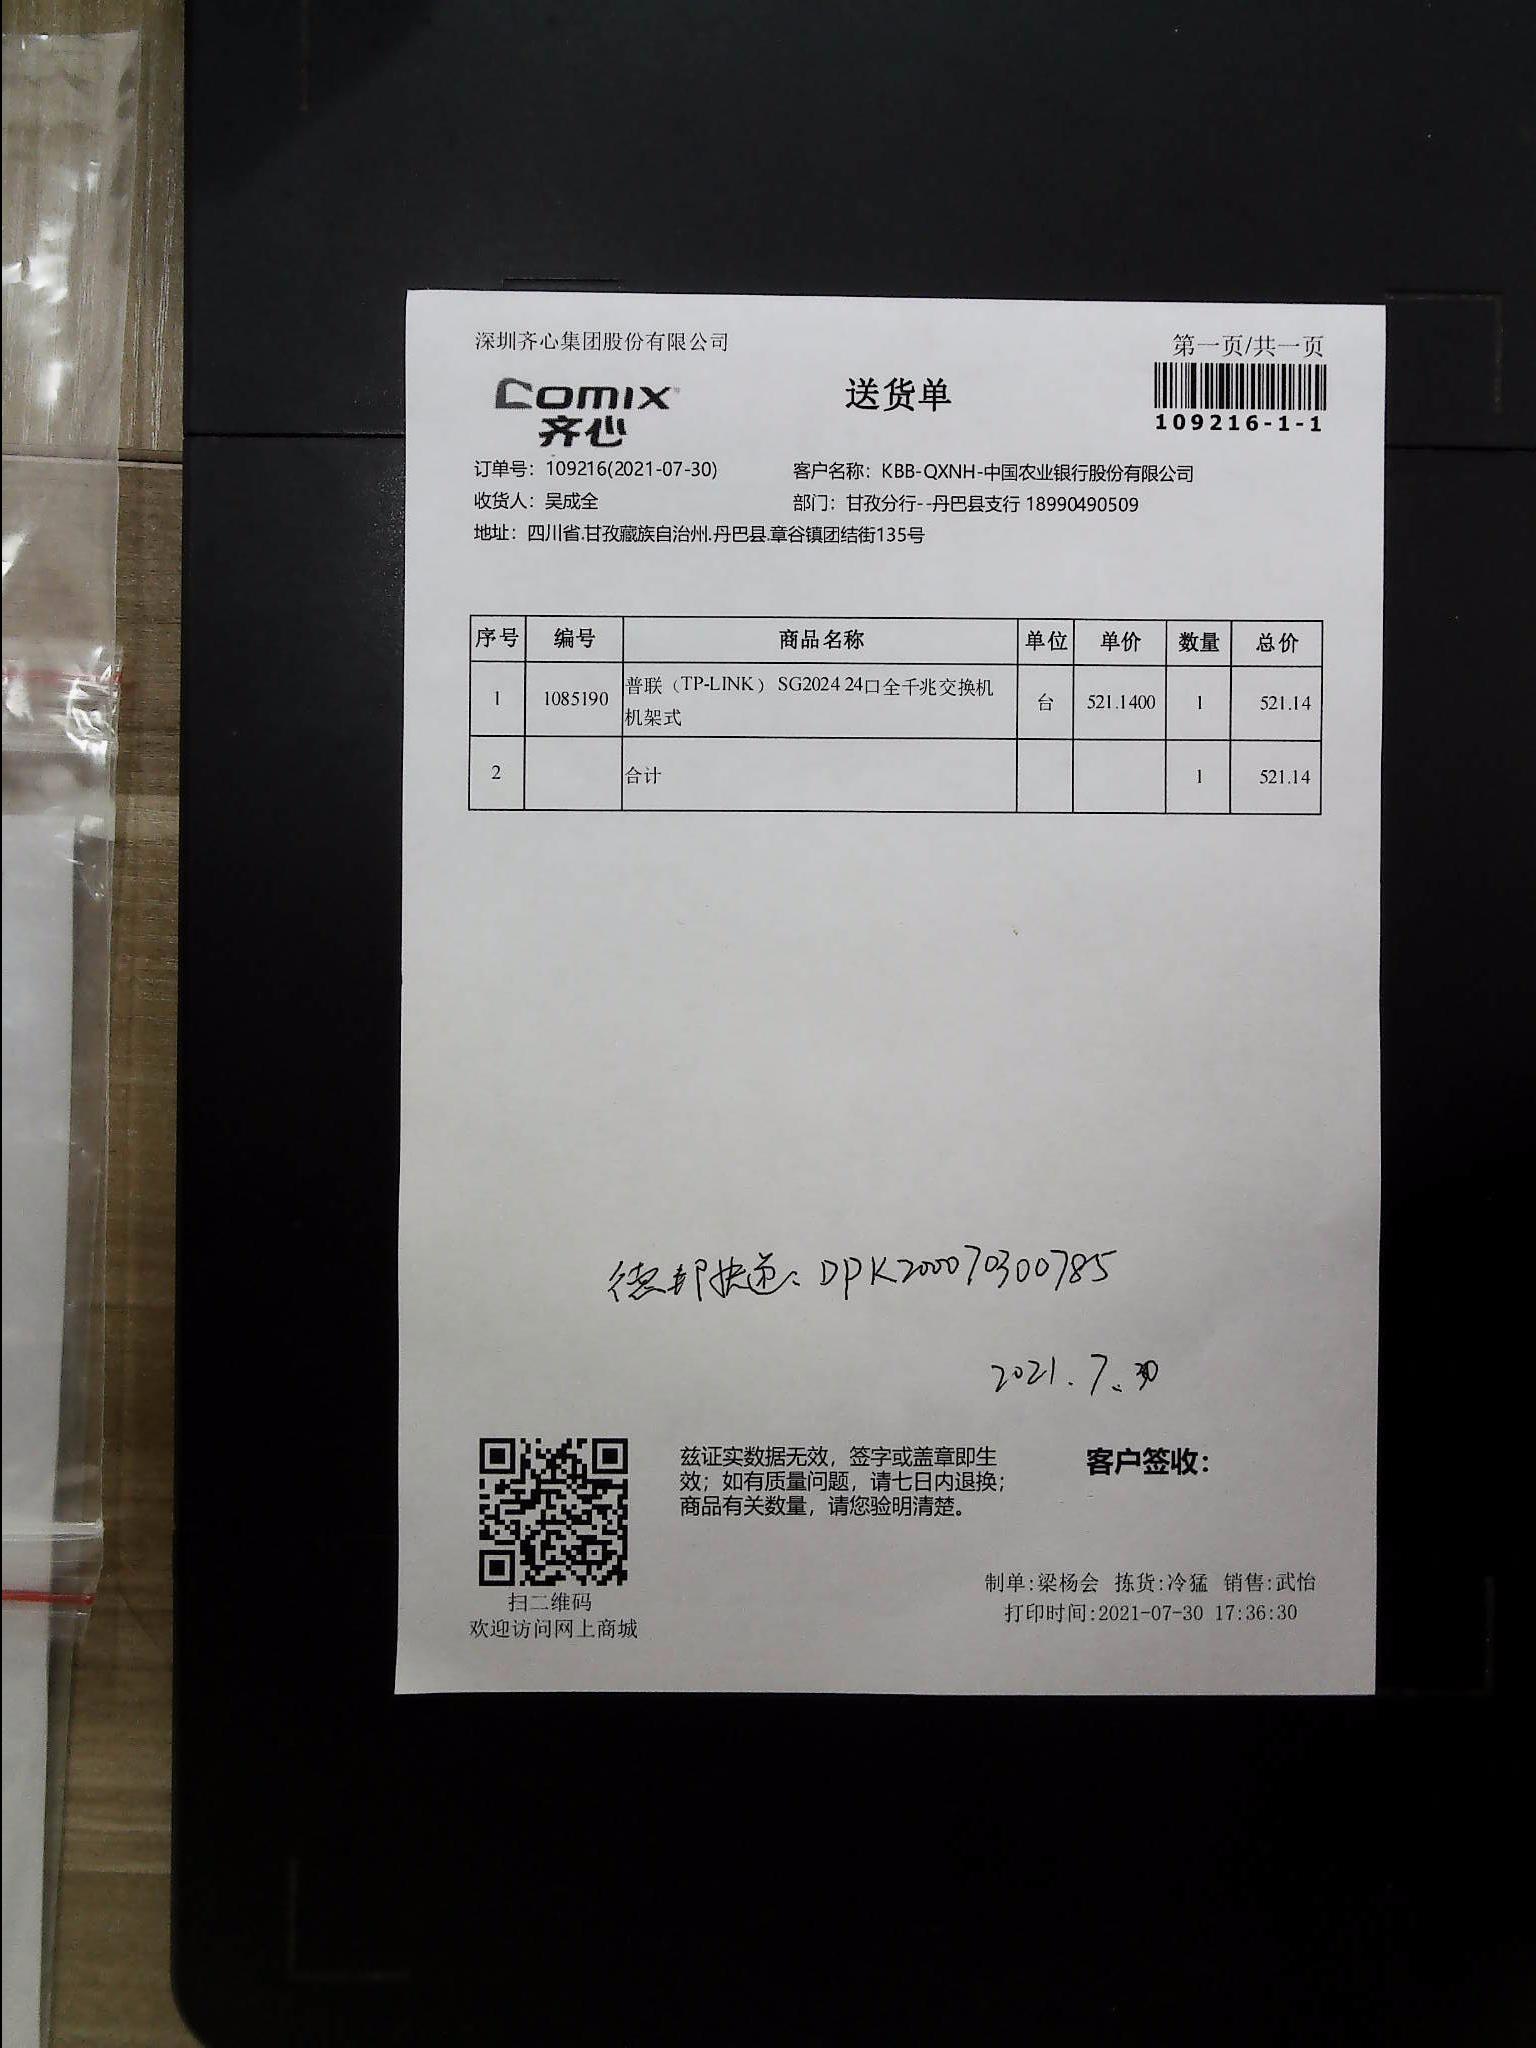 深圳齐心集团股份有限公司
第一页/共一页
comix
齐心
送货单
109216-1-1
订单号：109216(2021-07-30)
客户名称：KBB-QXNH-中国农业银行股份有限公司
收货人：吴成全
部门：甘孜分行--丹巴县支行 18990490509
地址：四川省.甘孜藏族自治州.丹巴县.章谷镇团结街135号
序号 编号 商品名称 单位 单价 数量 总价
1 1085190 普联（TP-LINK） SG2024 24口全千兆交换机 台 521.1400 1 521.14
机架式
2 合计 1 521.14
德邦快递：DPK200070300785
2021.7.30
兹证实数据无效，签字或盖章即生
效；如有质量问题，请七日内退换；
商品有关数量，请您验明清楚。
客户签收：
扫二维码
欢迎访问网上商城
制单:梁杨会 拣货:冷猛 销售:武怡
打印时间:2021-07-30 17:36:30